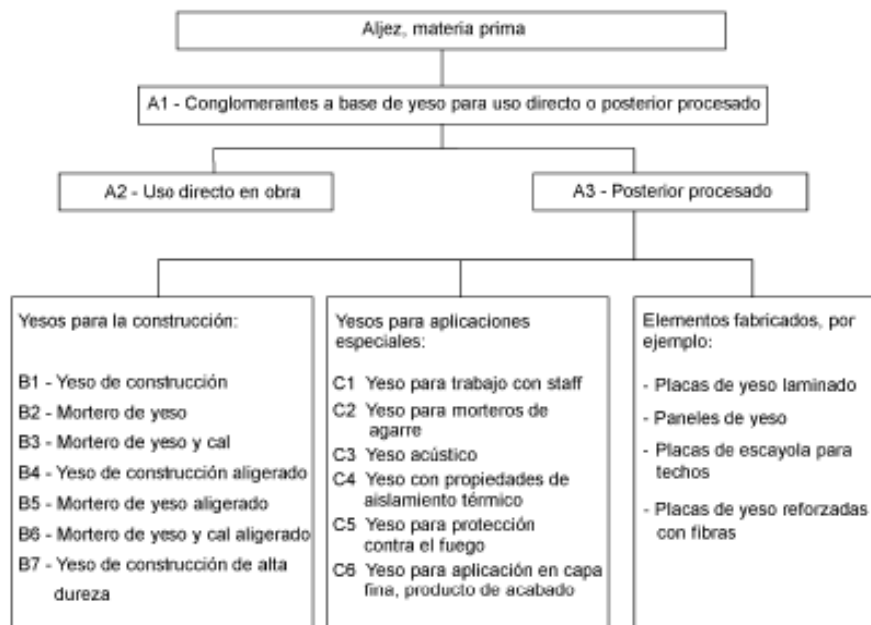 Aljez, materia prima
A1 - Conglomerantes a base de yeso para uso directo o posterior procesado
A2 - Uso directo en obra
A3 - Posterior procesado
Yesos para la construcción:
B1 - Yeso de construcción
B2 - Mortero de yeso
B3 - Mortero de yeso y cal
B4 - Yeso de construcción aligerado
B5 - Mortero de yeso aligerado
B6 - Mortero de yeso y cal aligerado
B7 - Yeso de construcción de alta
dureza
Yesos para aplicaciones
especiales:
C1 Yeso para trabajo con staff
C2 Yeso para morteros de
agarre
C3 Yeso acústico
C4 Yeso con propiedades de
aislamiento térmico
C5 Yeso para protección
contra el fuego
C6 Yeso para aplicación en capa
fina, producto de acabado
Elementos fabricados, por
ejemplo:
- Placas de yeso laminado
- Paneles de yeso
- Placas de escayola para
techos
- Placas de yeso reforzadas
con fibras